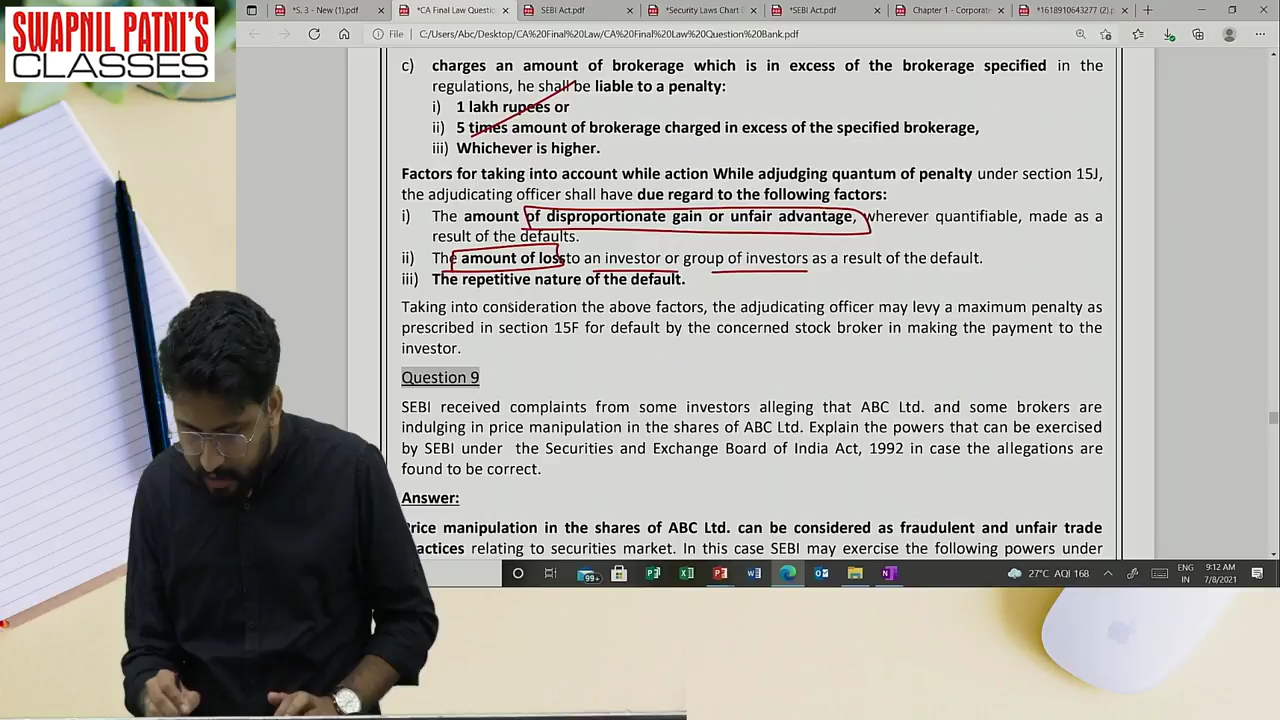 SWAPNIL PATNI'S
CLASSES
*S. 3 - New (1).pdf
*CA Final Law Questio
SEBI Act.pdf
*Security Laws Chart
*SEBI Act.pdf
Chapter 1 - Corporate
*1618910643277 (2).p
File
C:/Users/Abc/Desktop/CA%20Final%20Law/CA%20Final%20Law%20Question%20Bank.pdf
c) charges an amount of brokerage which is in excess of the brokerage specified in the
regulations, he shall be liable to a penalty:
i) 1 lakh rupees or
ii) 5 times amount of brokerage charged in excess of the specified brokerage,
iii) Whichever is higher.
Factors for taking into account while action While adjudging quantum of penalty under section 15J,
the adjudicating officer shall have due regard to the following factors:
i) The amount of disproportionate gain or unfair advantage, wherever quantifiable, made as a
result of the defaults.
ii) The amount of loss to an investor or group of investors as a result of the default.
iii) The repetitive nature of the default.
Taking into consideration the above factors, the adjudicating officer may levy a maximum penalty as
prescribed in section 15F for default by the concerned stock broker in making the payment to the
investor.
Question 9
SEBI received complaints from some investors alleging that ABC Ltd. and some brokers are
indulging in price manipulation in the shares of ABC Ltd. Explain the powers that can be exercised
by SEBI under the Securities and Exchange Board of India Act, 1992 in case the allegations are
found to be correct.
Answer:
Price manipulation in the shares of ABC Ltd. can be considered as fraudulent and unfair trade
practices relating to securities market. In this case SEBI may exercise the following powers under
99+
27°C AQI 168
ENG
IN
9:12 AM
7/8/2021